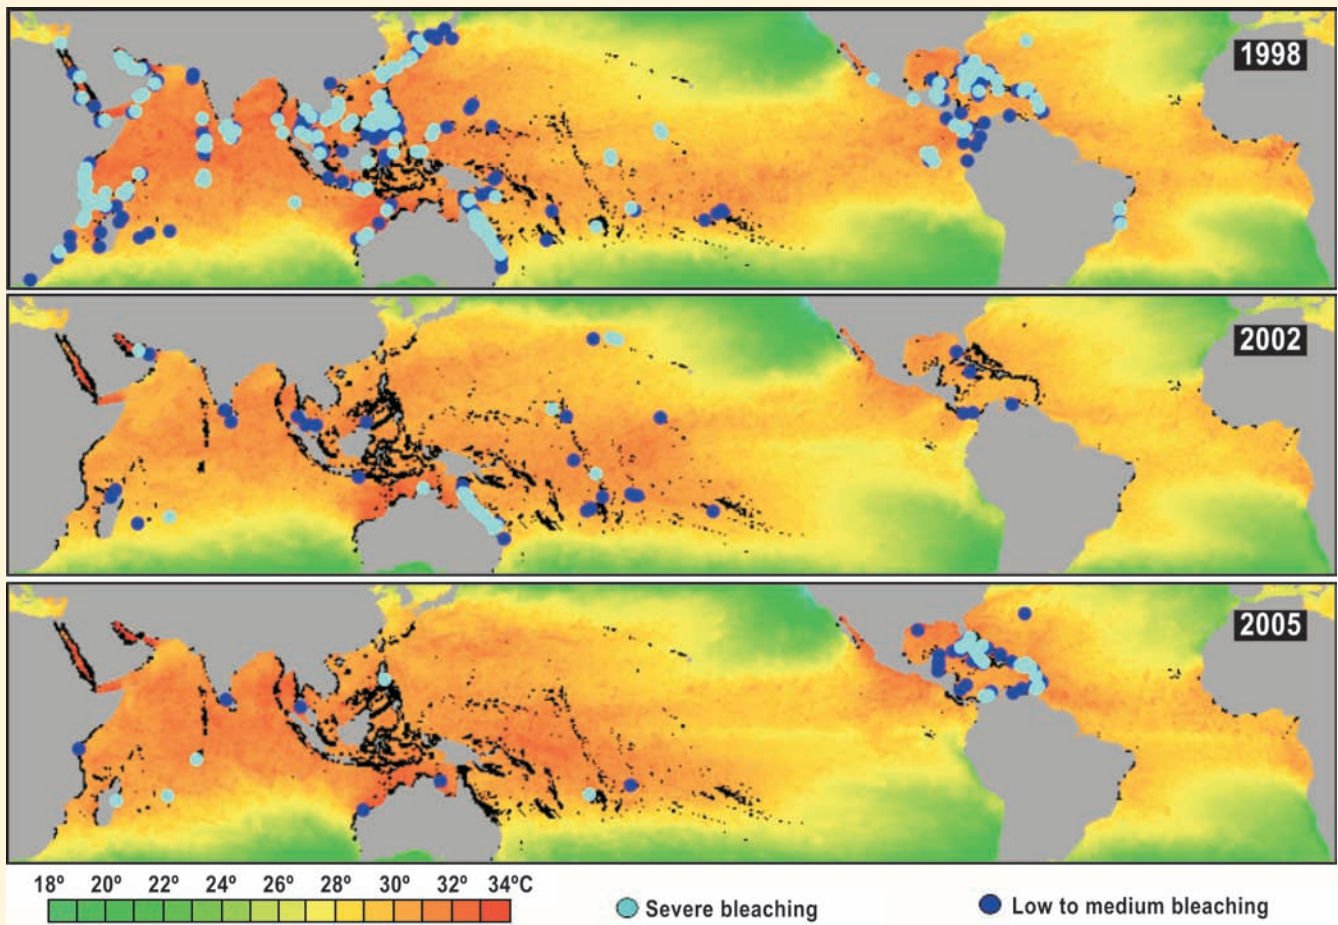 1998
2002
2005
18º 20º 22º 24º 26º 28º 30º 32º 34ºC
Severe bleaching
Low to medium bleaching